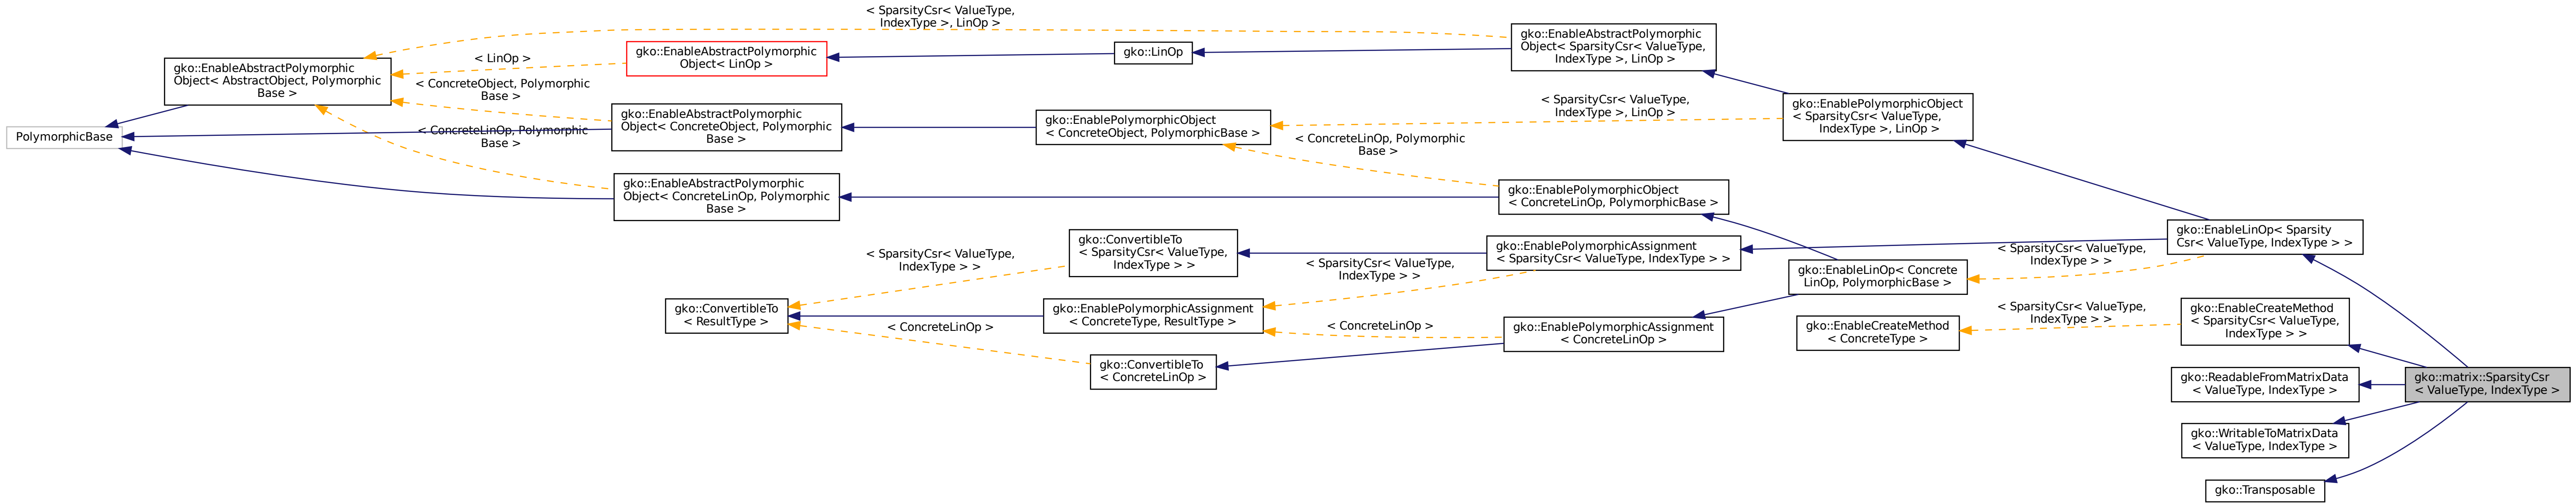 < SparsityCsr< ValueType,
IndexType >, LinOp >
gko::EnableAbstractPolymorphic
Object< AbstractObject, Polymorphic
Base >
< LinOp >
gko::EnableAbstractPolymorphic
Object< LinOp >
gko::LinOp
gko::EnableAbstractPolymorphic
Object< SparsityCsr< ValueType,
IndexType >, LinOp >
< ConcreteObject, Polymorphic
Base >
PolymorphicBase
gko::EnableAbstractPolymorphic
Object< ConcreteObject, Polymorphic
Base >
gko::EnablePolymorphicObject
< ConcreteObject, PolymorphicBase >
< SparsityCsr< ValueType,
IndexType >, LinOp >
gko::EnablePolymorphicObject
< SparsityCsr< ValueType,
IndexType >, LinOp >
< ConcreteLinOp, Polymorphic
Base >
< ConcreteLinOp, Polymorphic
Base >
gko::EnableAbstractPolymorphic
Object< ConcreteLinOp, Polymorphic
Base >
gko::EnablePolymorphicObject
< ConcreteLinOp, PolymorphicBase >
gko::EnableLinOp< Sparsity
Csr< ValueType, IndexType > >
< SparsityCsr< ValueType,
IndexType > >
gko::ConvertibleTo
< SparsityCsr< ValueType,
IndexType > >
< SparsityCsr< ValueType,
IndexType > >
gko::EnablePolymorphicAssignment
< SparsityCsr< ValueType, IndexType > >
gko::EnableLinOp< Concrete
LinOp, PolymorphicBase >
< SparsityCsr< ValueType,
IndexType > >
gko::ConvertibleTo
< ResultType >
gko::EnablePolymorphicAssignment
< ConcreteType, ResultType >
< ConcreteLinOp >
< ConcreteLinOp >
gko::EnablePolymorphicAssignment
< ConcreteLinOp >
gko::ConvertibleTo
< ConcreteLinOp >
gko::EnableCreateMethod
< ConcreteType >
< SparsityCsr< ValueType,
IndexType > >
gko::EnableCreateMethod
< SparsityCsr< ValueType,
IndexType > >
gko::ReadableFromMatrixData
< ValueType, IndexType >
gko::matrix::SparsityCsr
< ValueType, IndexType >
gko::WritableToMatrixData
< ValueType, IndexType >
gko::Transposable